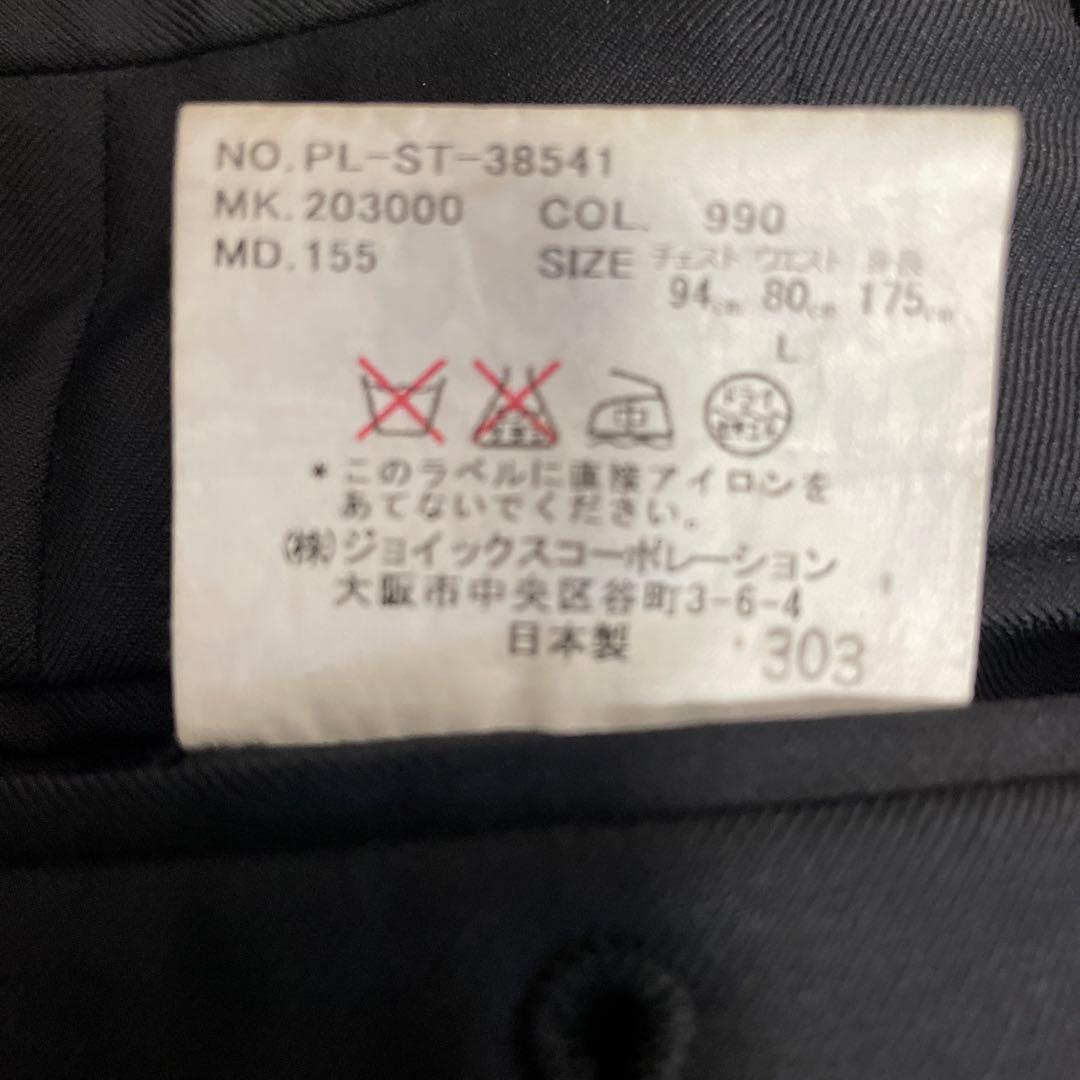 NO.PL-ST-38541
MK.203000 COL. 990
MD.155 SIZE チェスト ウエスト 身長
94cm 80cm 175cm
L
中 ドライ
*このラベルに直接アイロンを
あてないでください。
(株)ジョイックスコーポレーション
大阪市中央区谷町3-6-4
日本製 303